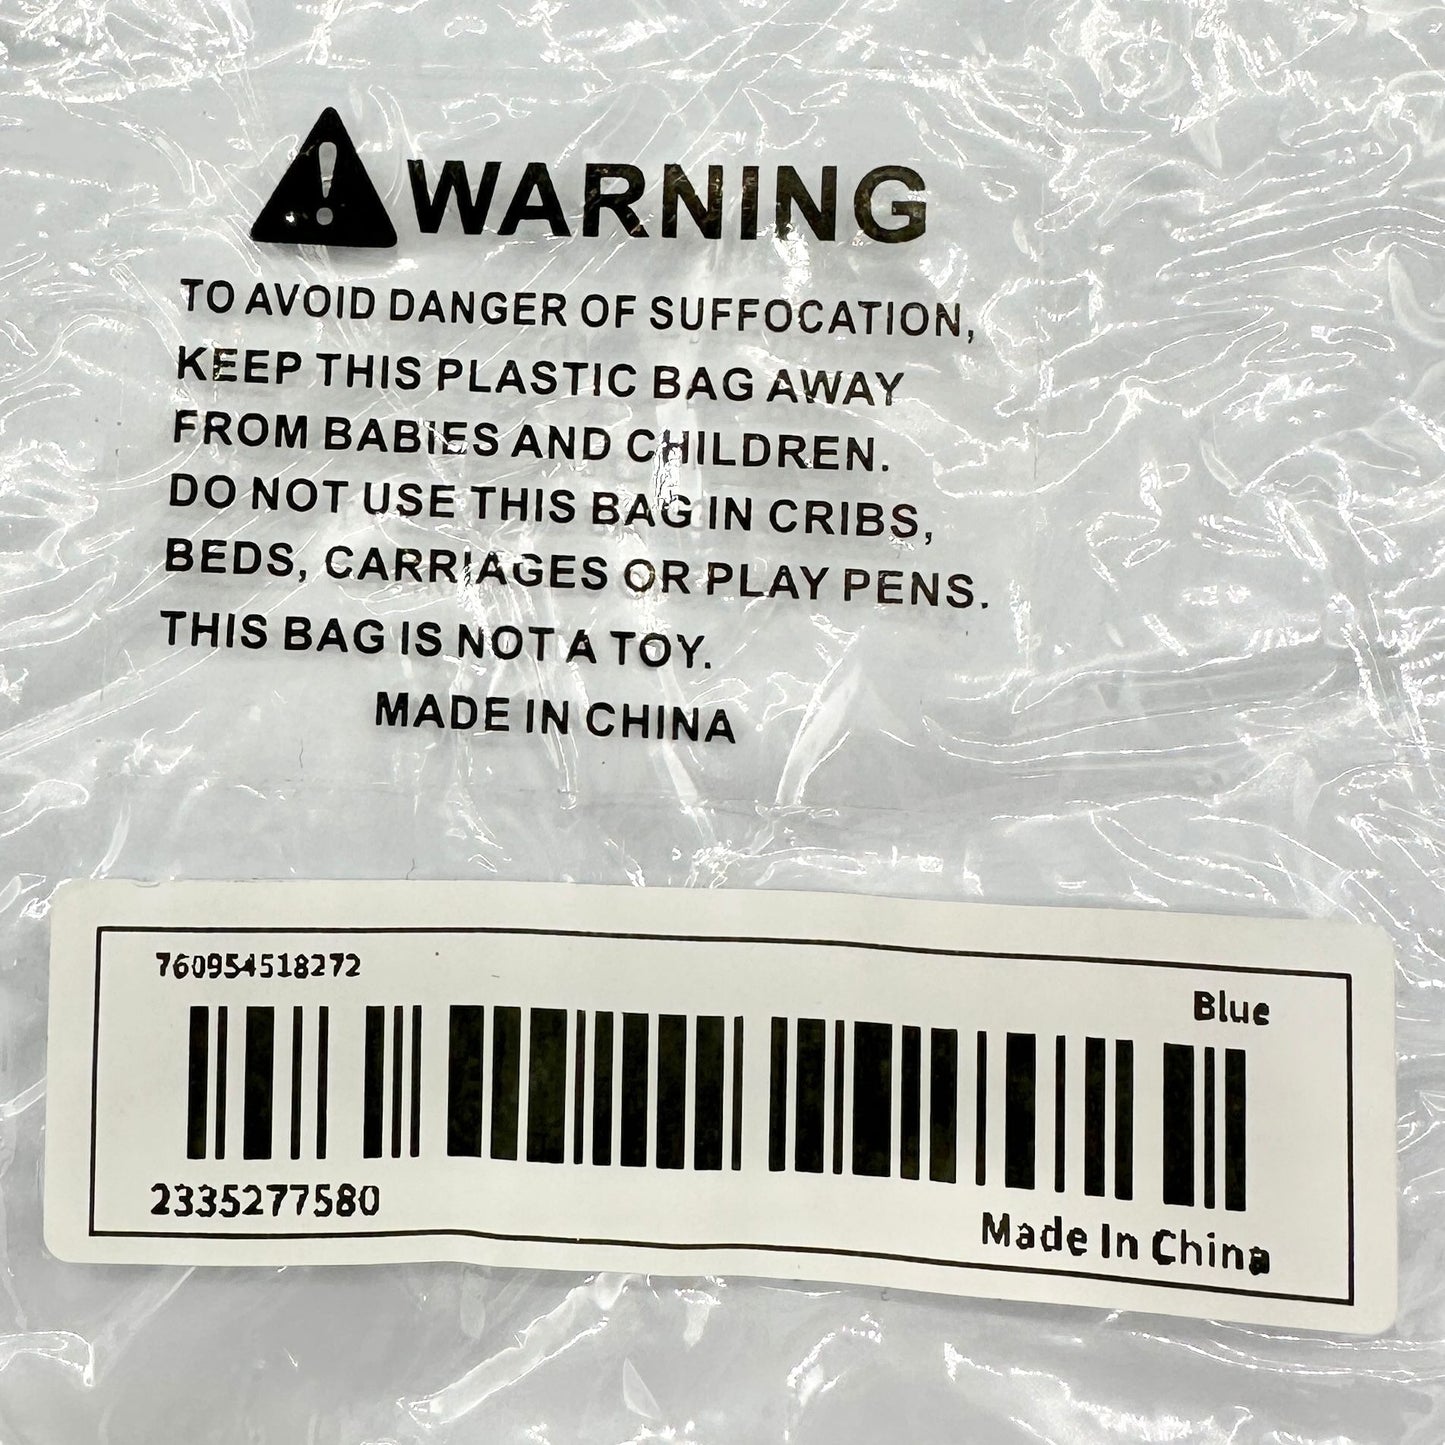 WARNING
TO AVOID DANGER OF SUFFOCATION,
KEEP THIS PLASTIC BAG AWAY
FROM BABIES AND CHILDREN.
DO NOT USE THIS BAG IN CRIBS,
BEDS, CARRIAGES OR PLAY PENS.
THIS BAG IS NOT A TOY.
MADE IN CHINA
760954518272
Blue
2335277580
Made In China